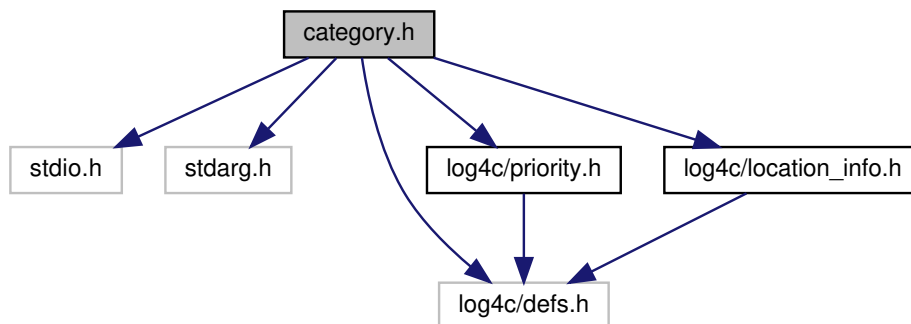 category.h
stdio.h
stdarg.h
log4c/priority.h
log4c/location_info.h
log4c/defs.h